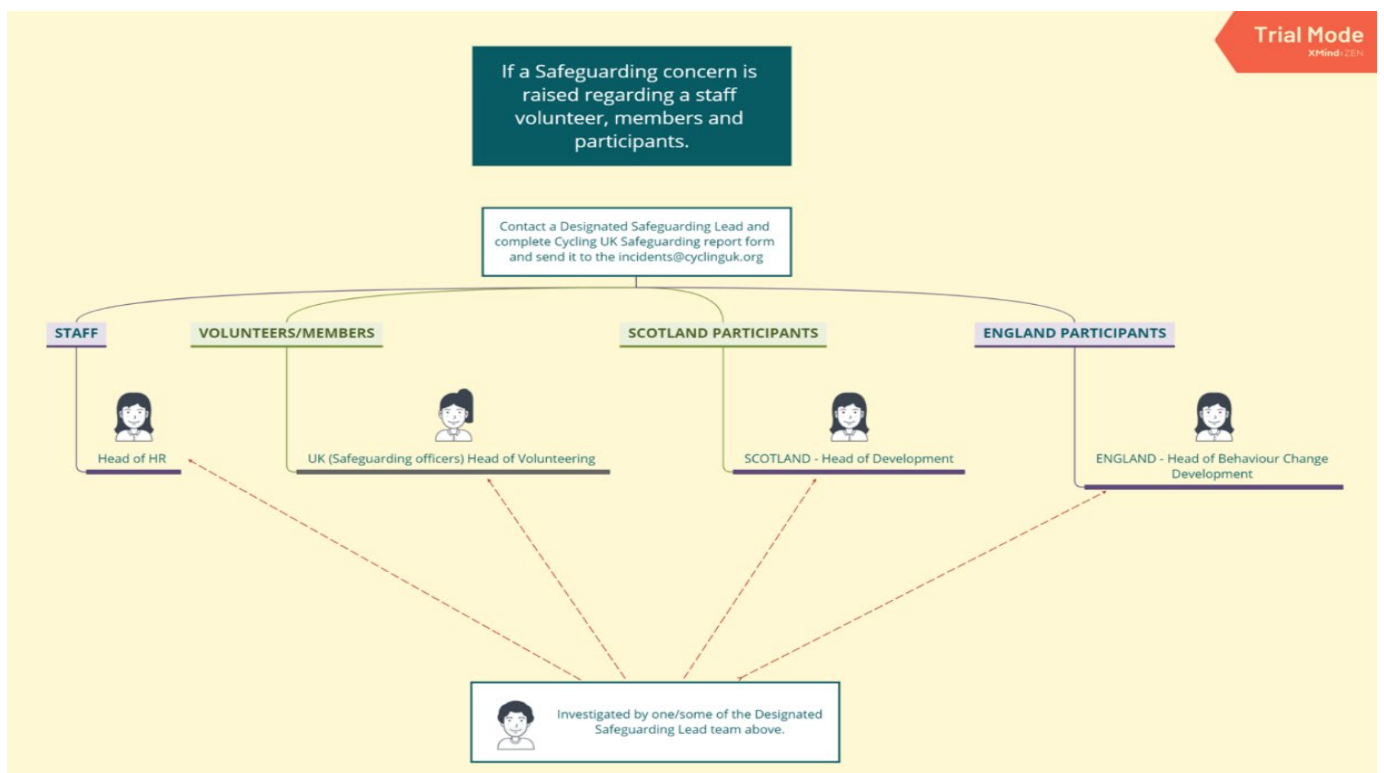 Trial Mode
XMind:ZEN
If a Safeguarding concern is
raised regarding a staff
volunteer, members and
participants.
Contact a Designated Safeguarding Lead and
complete Cycling UK Safeguarding report form
and send it to the incidents@cyclinguk.org
STAFF
VOLUNTEERS/MEMBERS
SCOTLAND PARTICIPANTS
ENGLAND PARTICIPANTS
Head of HR
UK (Safeguarding officers) Head of Volunteering
SCOTLAND - Head of Development
ENGLAND - Head of Behaviour Change
Development
Investigated by one/some of the Designated
Safeguarding Lead team above.